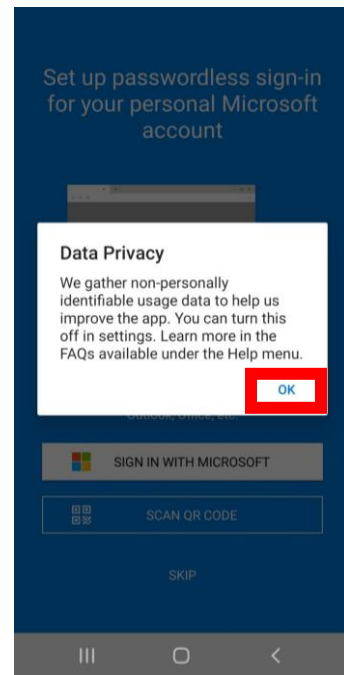 Set up passwordless sign-in
for your personal Microsoft
account
Data Privacy
We gather non-personally
identifiable usage data to help us
improve the app. You can turn this
off in settings. Learn more in the
FAQs available under the Help menu.
OK
Outlook, Office, etc.
SIGN IN WITH MICROSOFT
SCAN QR CODE
SKIP